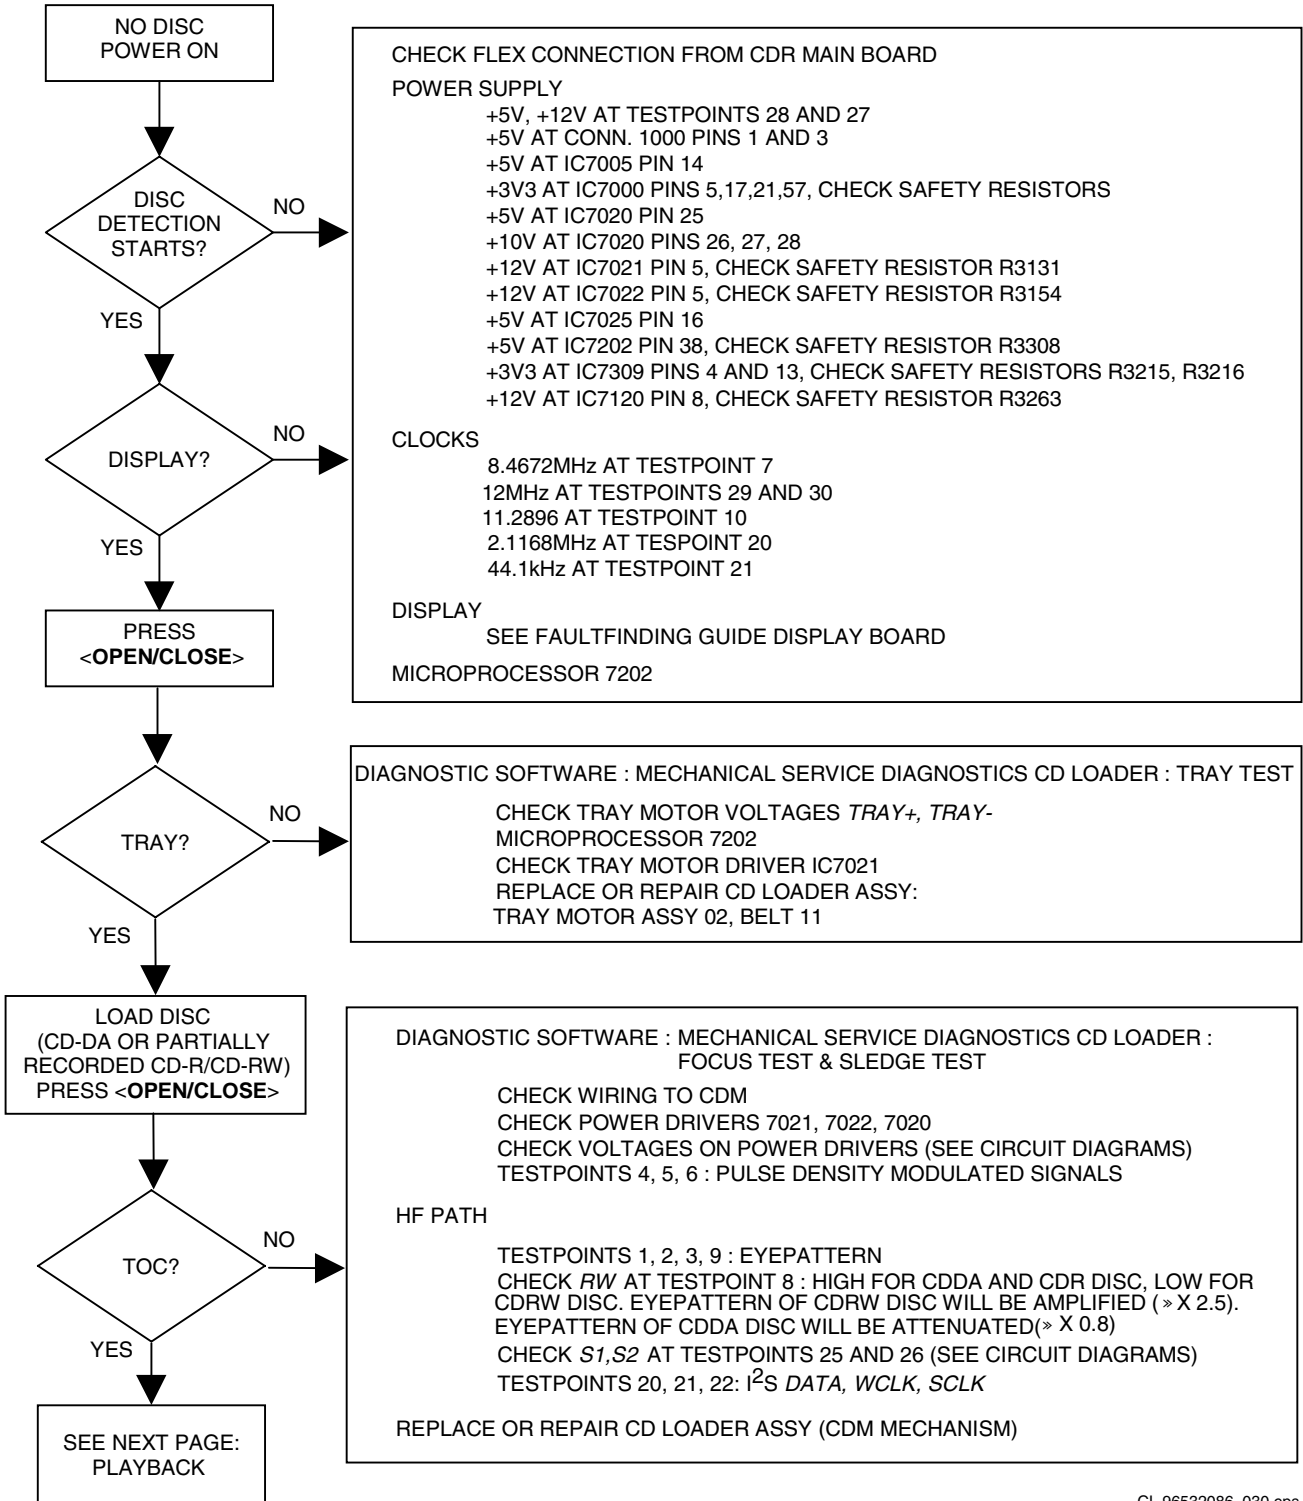 NO DISC
POWER ON
DISC
DETECTION
STARTS?
NO
YES
CHECK FLEX CONNECTION FROM CDR MAIN BOARD
POWER SUPPLY
+5V, +12V AT TESTPOINTS 28 AND 27
+5V AT CONN. 1000 PINS 1 AND 3
+5V AT IC7005 PIN 14
+3V3 AT IC7000 PINS 5,17,21,57, CHECK SAFETY RESISTORS
+5V AT IC7020 PIN 25
+10V AT IC7020 PINS 26, 27, 28
+12V AT IC7021 PIN 5, CHECK SAFETY RESISTOR R3131
+12V AT IC7022 PIN 5, CHECK SAFETY RESISTOR R3154
+5V AT IC7025 PIN 16
+5V AT IC7202 PIN 38, CHECK SAFETY RESISTOR R3308
+3V3 AT IC7309 PINS 4 AND 13, CHECK SAFETY RESISTORS R3215, R3216
+12V AT IC7120 PIN 8, CHECK SAFETY RESISTOR R3263
CLOCKS
8.4672MHz AT TESTPOINT 7
12MHz AT TESTPOINTS 29 AND 30
11.2896 AT TESTPOINT 10
2.1168MHz AT TESPOINT 20
44.1kHz AT TESTPOINT 21
DISPLAY
SEE FAULTFINDING GUIDE DISPLAY BOARD
MICROPROCESSOR 7202
DISPLAY?
NO
YES
PRESS
<OPEN/CLOSE>
TRAY?
NO
YES
DIAGNOSTIC SOFTWARE : MECHANICAL SERVICE DIAGNOSTICS CD LOADER : TRAY TEST
CHECK TRAY MOTOR VOLTAGES TRAY+, TRAY-
MICROPROCESSOR 7202
CHECK TRAY MOTOR DRIVER IC7021
REPLACE OR REPAIR CD LOADER ASSY:
TRAY MOTOR ASSY 02, BELT 11
LOAD DISC
(CD-DA OR PARTIALLY
RECORDED CD-R/CD-RW)
PRESS <OPEN/CLOSE>
TOC?
NO
YES
DIAGNOSTIC SOFTWARE : MECHANICAL SERVICE DIAGNOSTICS CD LOADER :
FOCUS TEST & SLEDGE TEST
CHECK WIRING TO CDM
CHECK POWER DRIVERS 7021, 7022, 7020
CHECK VOLTAGES ON POWER DRIVERS (SEE CIRCUIT DIAGRAMS)
TESTPOINTS 4, 5, 6 : PULSE DENSITY MODULATED SIGNALS
HF PATH
TESTPOINTS 1, 2, 3, 9 : EYEPATTERN
CHECK RW AT TESTPOINT 8 : HIGH FOR CDDA AND CDR DISC, LOW FOR
CDRW DISC. EYEPATTERN OF CDRW DISC WILL BE AMPLIFIED ( » X 2.5).
EYEPATTERN OF CDDA DISC WILL BE ATTENUATED(» X 0.8)
CHECK S1,S2 AT TESTPOINTS 25 AND 26 (SEE CIRCUIT DIAGRAMS)
TESTPOINTS 20, 21, 22: I²S DATA, WCLK, SCLK
REPLACE OR REPAIR CD LOADER ASSY (CDM MECHANISM)
SEE NEXT PAGE:
PLAYBACK